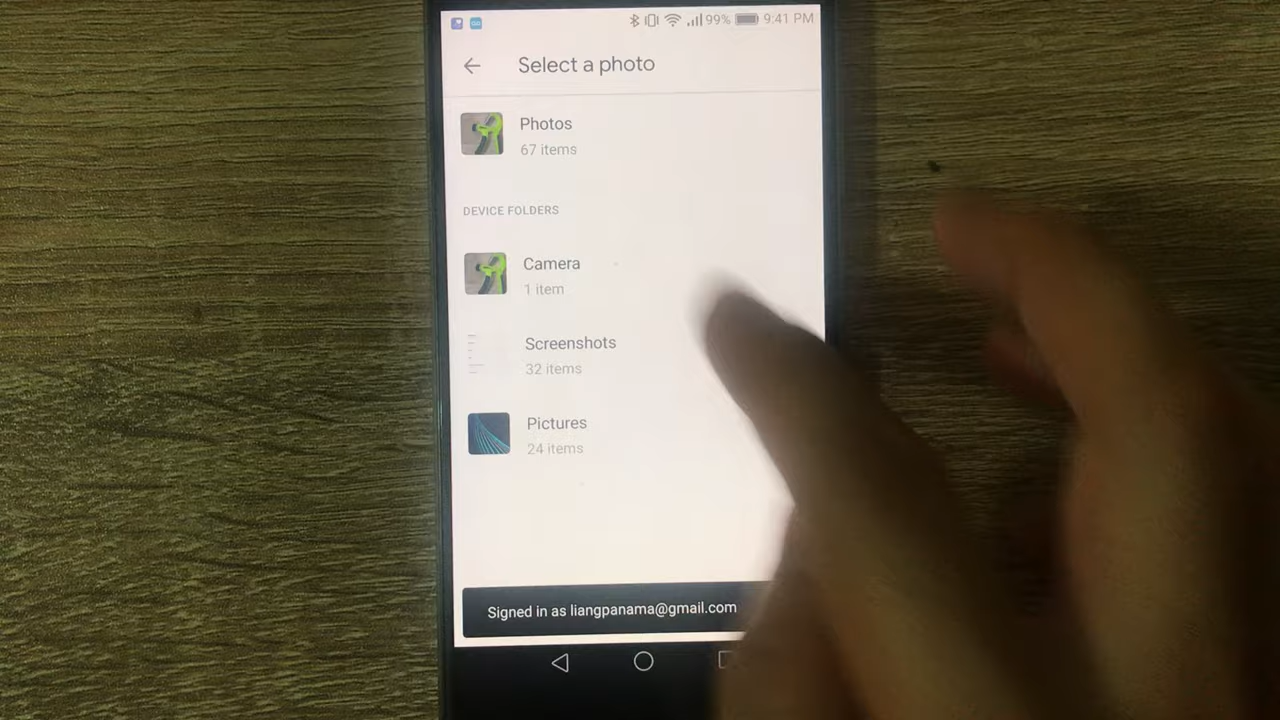 99% 9:41 PM
Select a photo
Photos
67 items
DEVICE FOLDERS
Camera
1 item
Screenshots
32 items
Pictures
24 items
Signed in as liangpanama@gmail.com